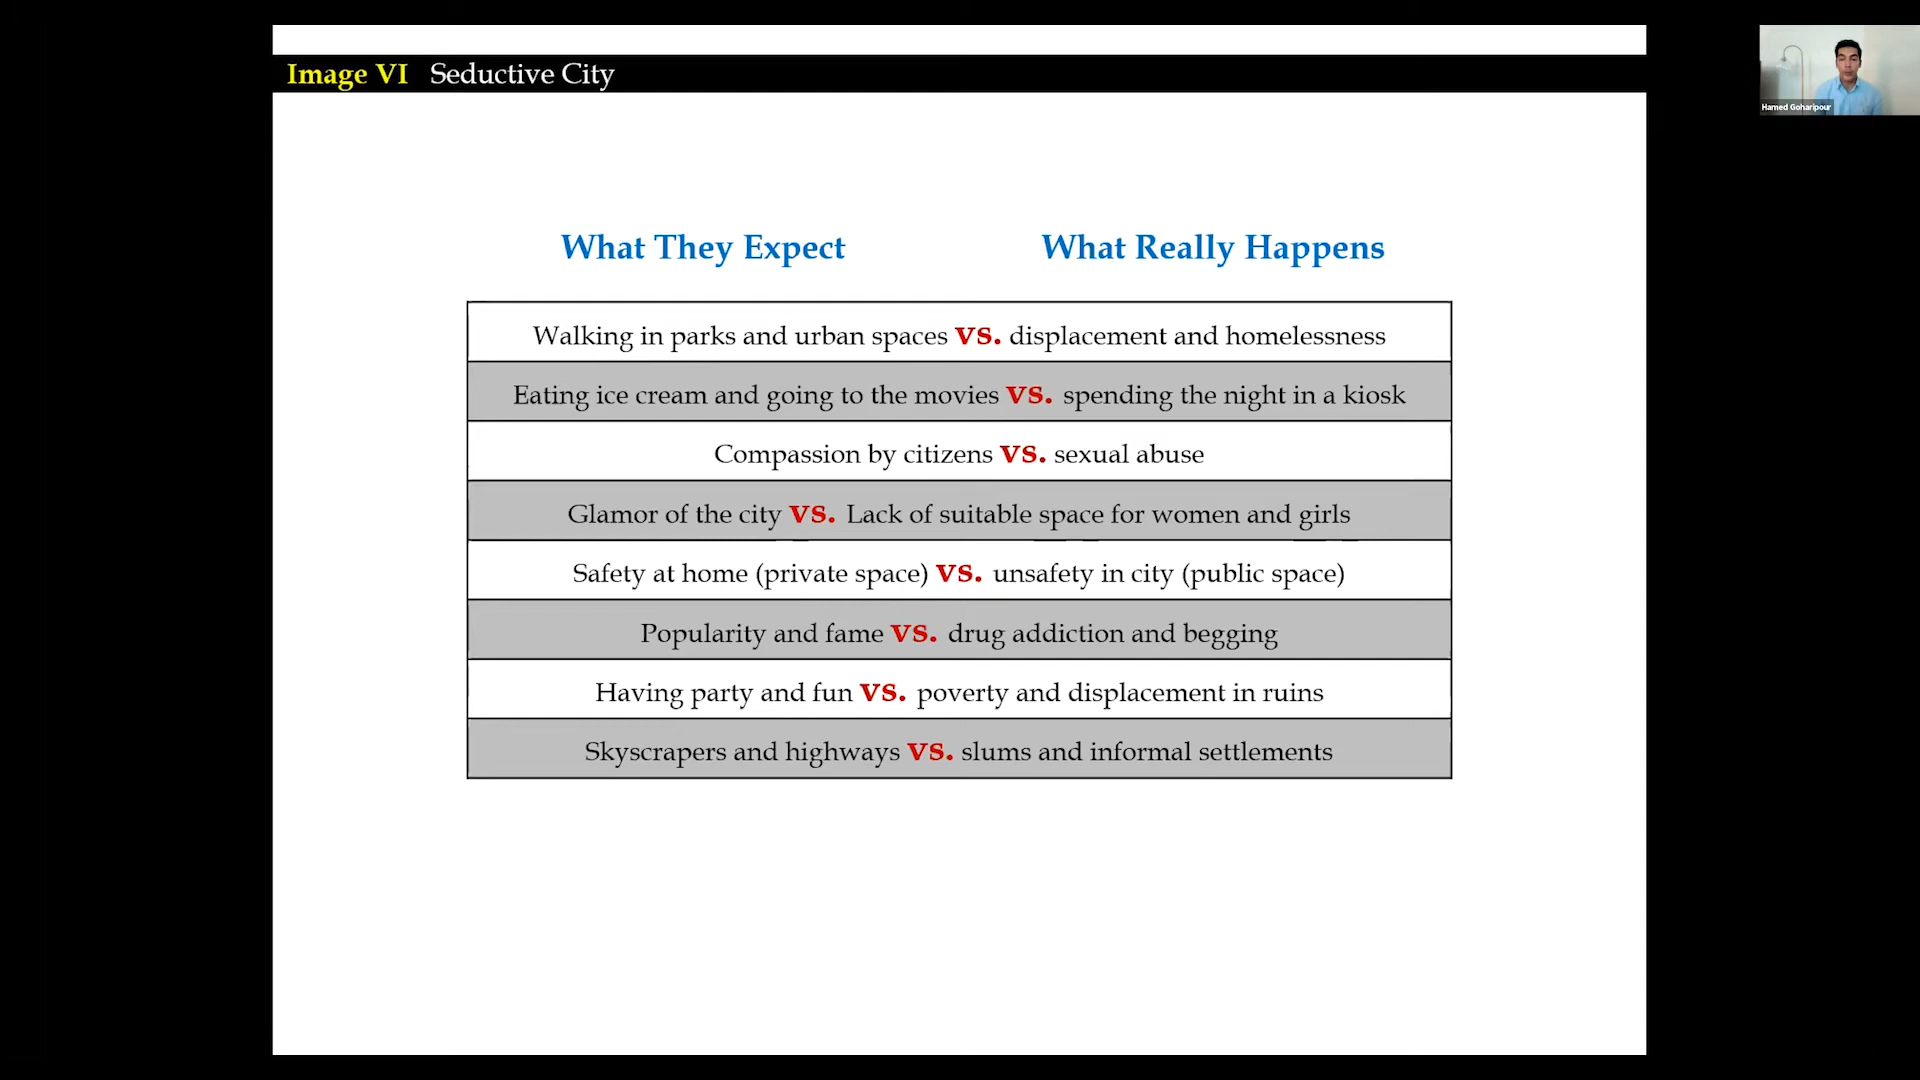 Image VI Seductive City
Hamed Goharipour
What They Expect What Really Happens
Walking in parks and urban spaces vs. displacement and homelessness
Eating ice cream and going to the movies vs. spending the night in a kiosk
Compassion by citizens vs. sexual abuse
Glamor of the city vs. Lack of suitable space for women and girls
Safety at home (private space) vs. unsafety in city (public space)
Popularity and fame vs. drug addiction and begging
Having party and fun vs. poverty and displacement in ruins
Skyscrapers and highways vs. slums and informal settlements